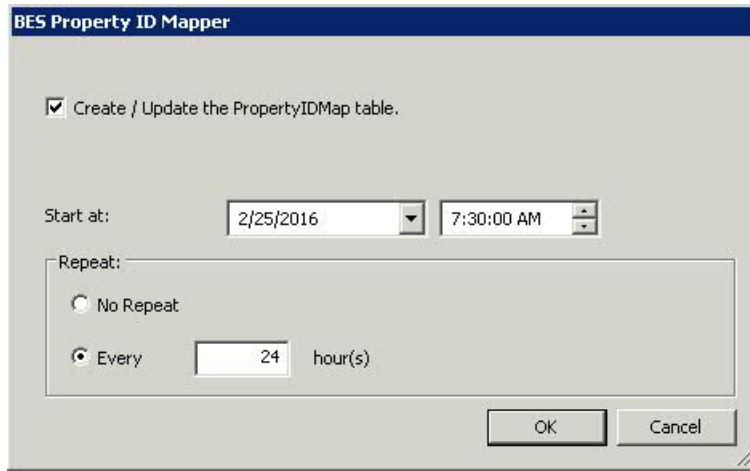 BES Property ID Mapper
Create / Update the PropertyIDMap table.
Start at: 2/25/2016 7:30:00 AM
Repeat:
No Repeat
Every 24 hour(s)
OK Cancel